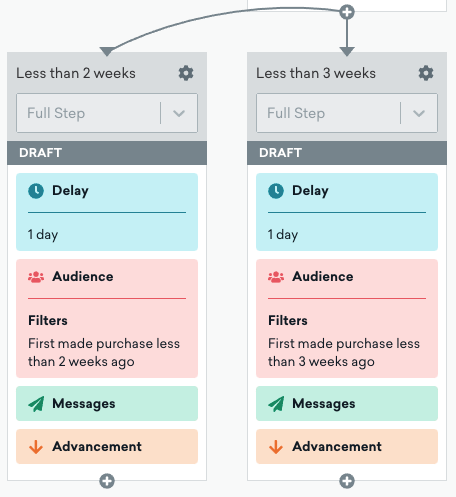 Less than 2 weeks
Full Step
DRAFT
Delay
1 day
Audience
Filters
First made purchase less
than 2 weeks ago
Messages
Advancement
Less than 3 weeks
Full Step
DRAFT
Delay
1 day
Audience
Filters
First made purchase less
than 3 weeks ago
Messages
Advancement